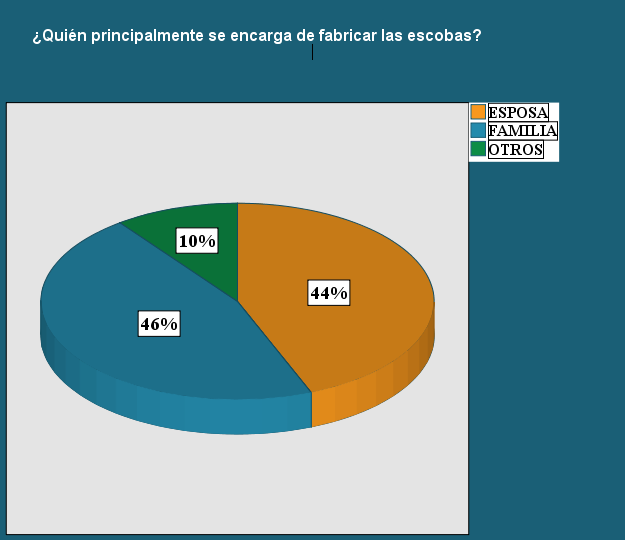 ¿Quién principalmente se encarga de fabricar las escobas?
ESPOSA
FAMILIA
OTROS
10%
44%
46%